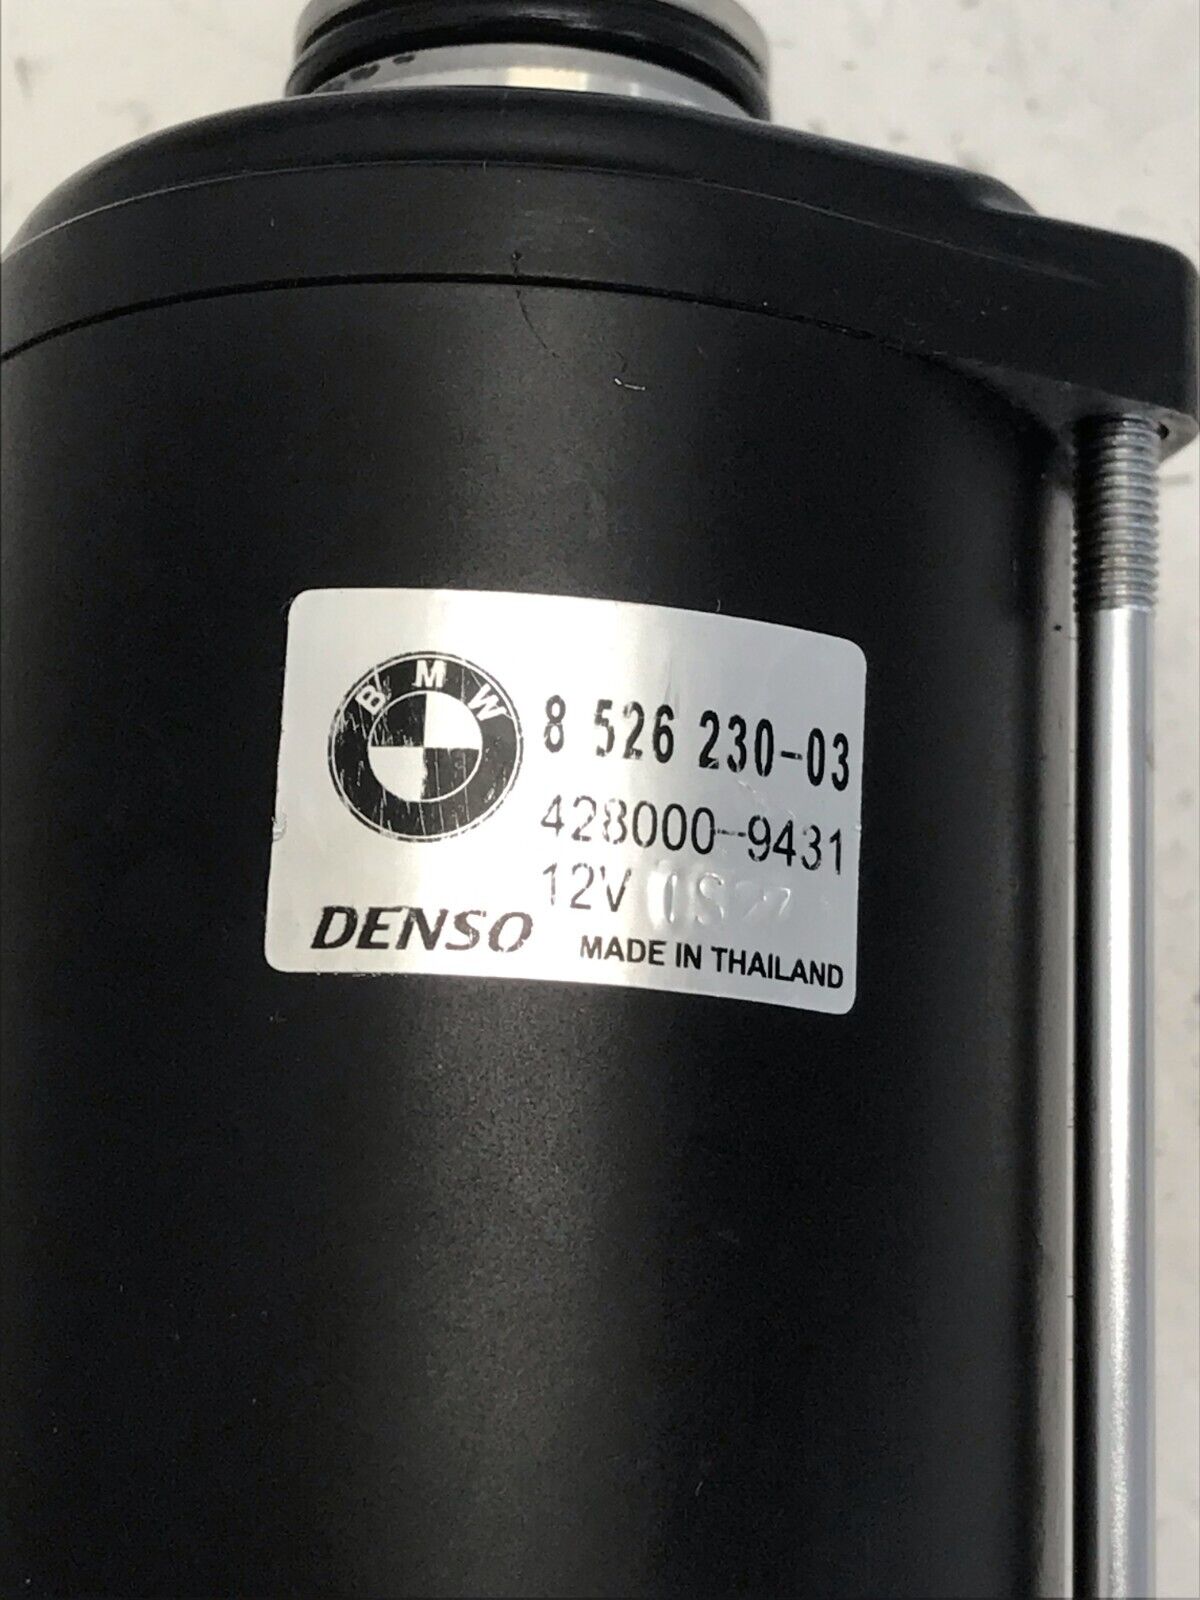 BMW
8 526 230-03
428000-9431
12V
DENSO
MADE IN THAILAND